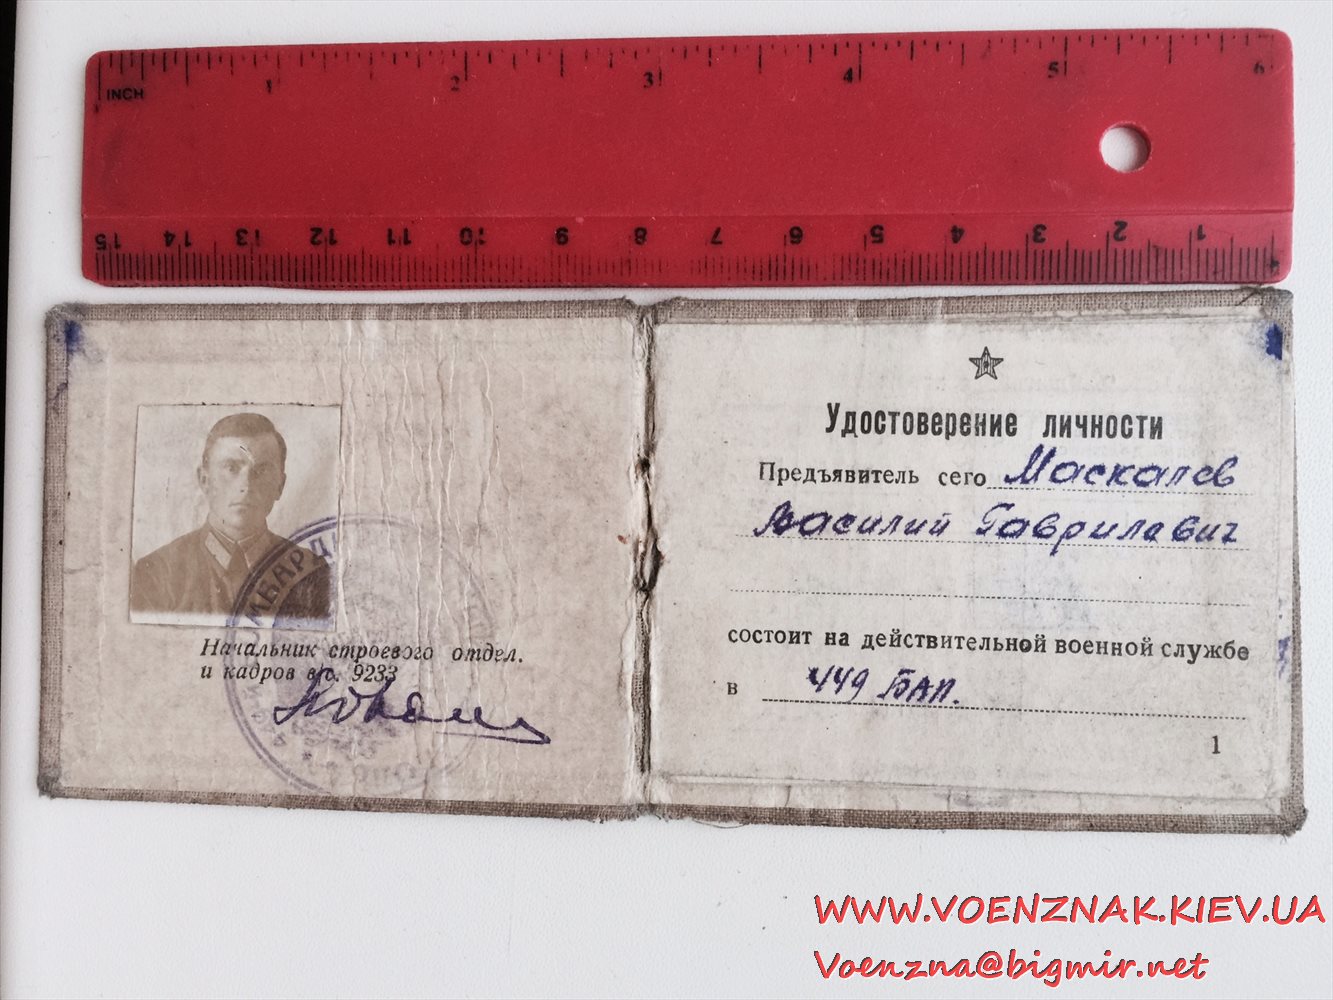 INCH
1 2 3 4 5 6
15 14 13 12 11 10 9 8 7 6 5 4 3 2 1
Начальник строевого отдел.
и кадров в/ч. 9233
Удостоверение личности
Предъявитель сего Маскалев
Василий Гаврилавич
состоит на действительной военной службе
в 449 БАП.
1
WWW.VOENZNAK.KIEV.UA
Voenzna@bigmir.net